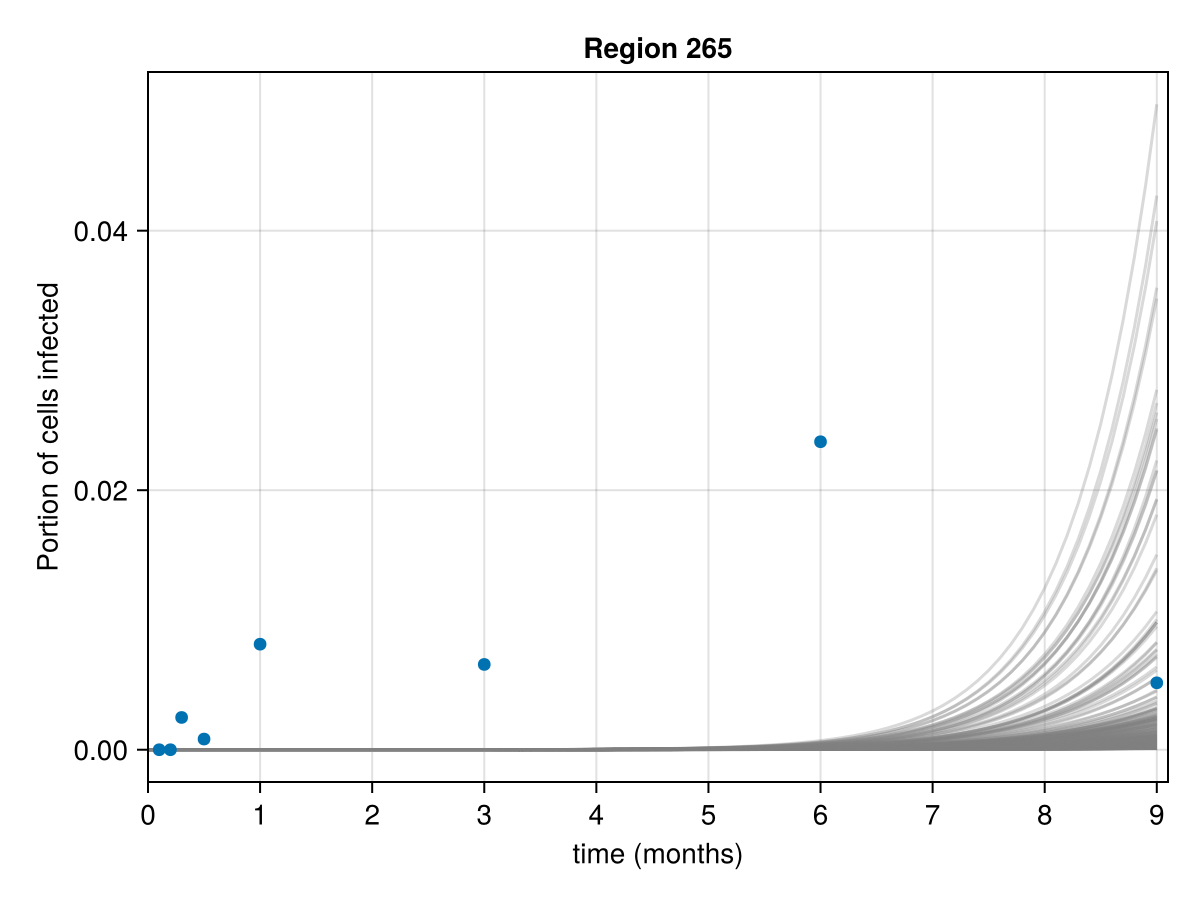 Region 265
Portion of cells infected
0.04
0.02
0.00
0 1 2 3 4 5 6 7 8 9
time (months)